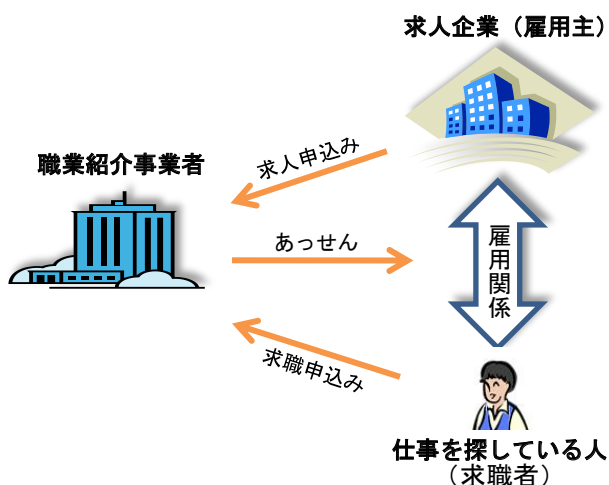 求人企業（雇用主）
職業紹介事業者
求人申込み
あっせん
雇用関係
求職申込み
仕事を探している人
（求職者）